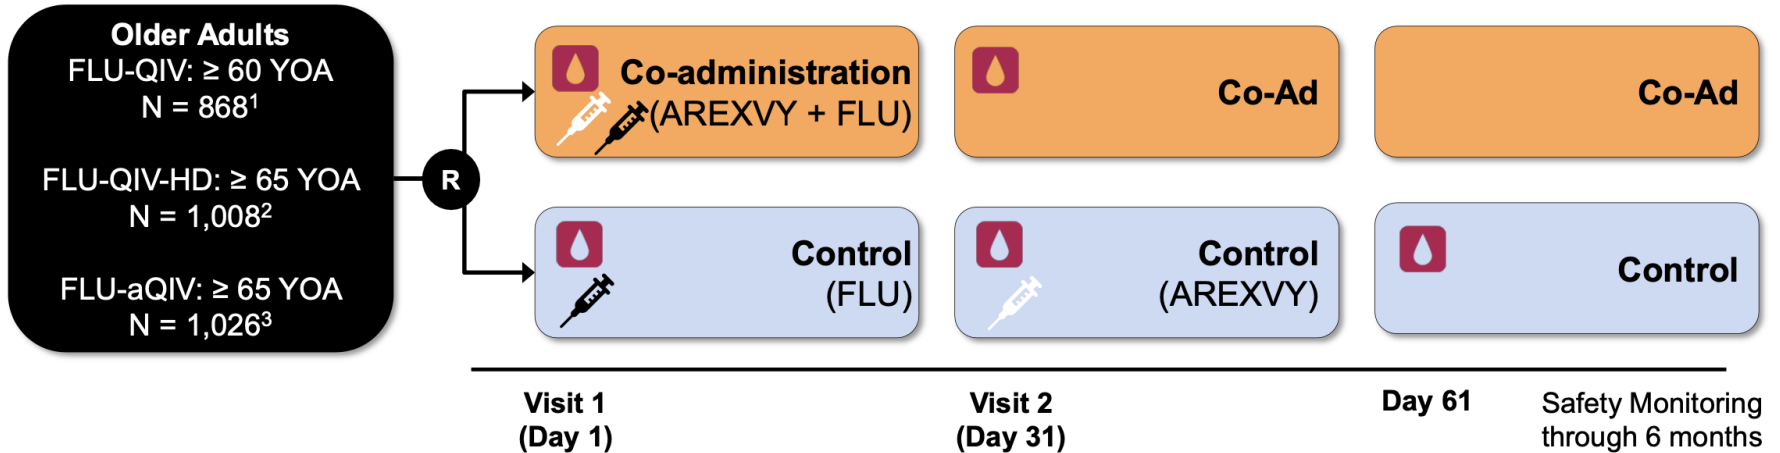 Older Adults
FLU-QIV: ≥ 60 YOA
N = 868¹
FLU-QIV-HD: ≥ 65 YOA
N = 1,008²
FLU-aQIV: ≥ 65 YOA
N = 1,026³
R
Co-administration
(AREXVY + FLU)
Co-Ad
Co-Ad
Control
(FLU)
Control
(AREXVY)
Control
Visit 1
(Day 1)
Visit 2
(Day 31)
Day 61
Safety Monitoring
through 6 months